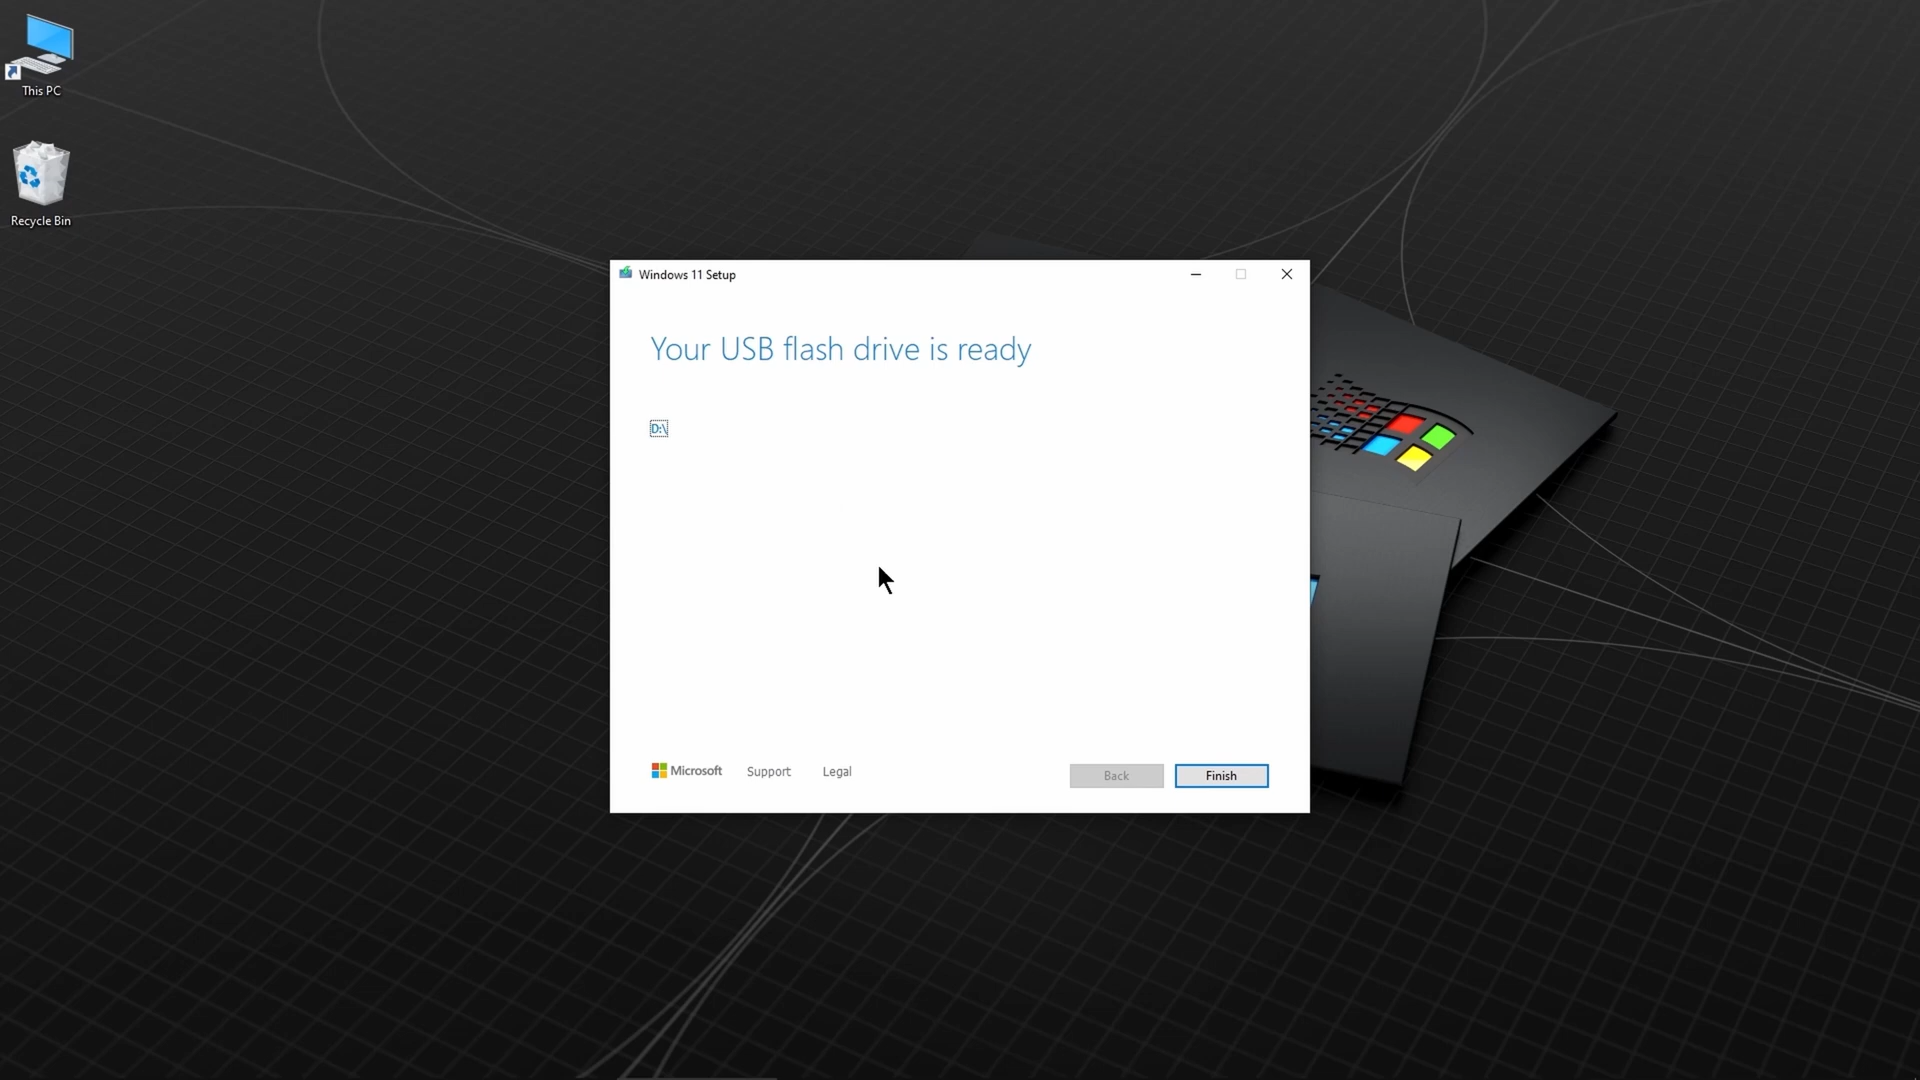 This PC
Recycle Bin
Windows 11 Setup
Your USB flash drive is ready
D:\
Microsoft
Support
Legal
Back
Finish